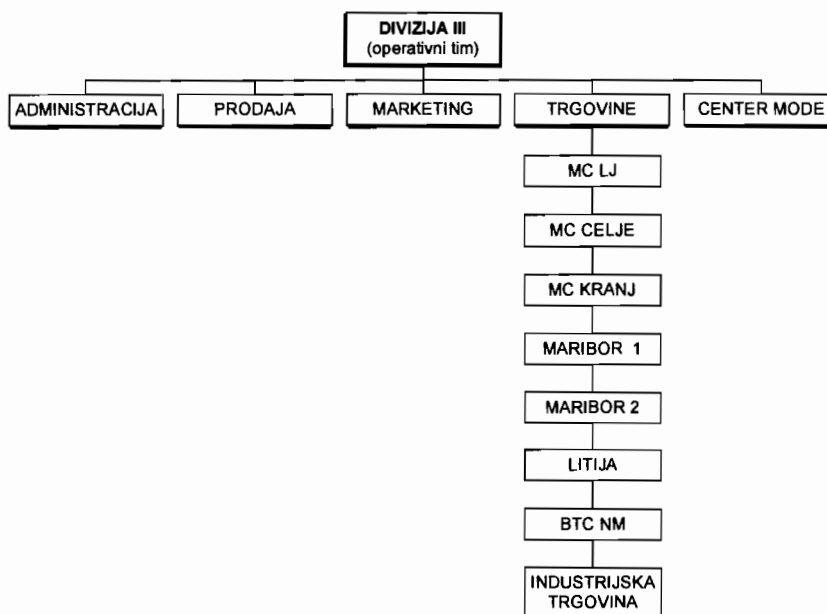 DIVIZIJA III
(operativni tim)
ADMINISTRACIJA
PRODAJA
MARKETING
TRGOVINE
CENTER MODE
MC LJ
MC CELJE
MC KRANJ
MARIBOR 1
MARIBOR 2
LITIJA
BTC NM
INDUSTRIJSKA
TRGOVINA